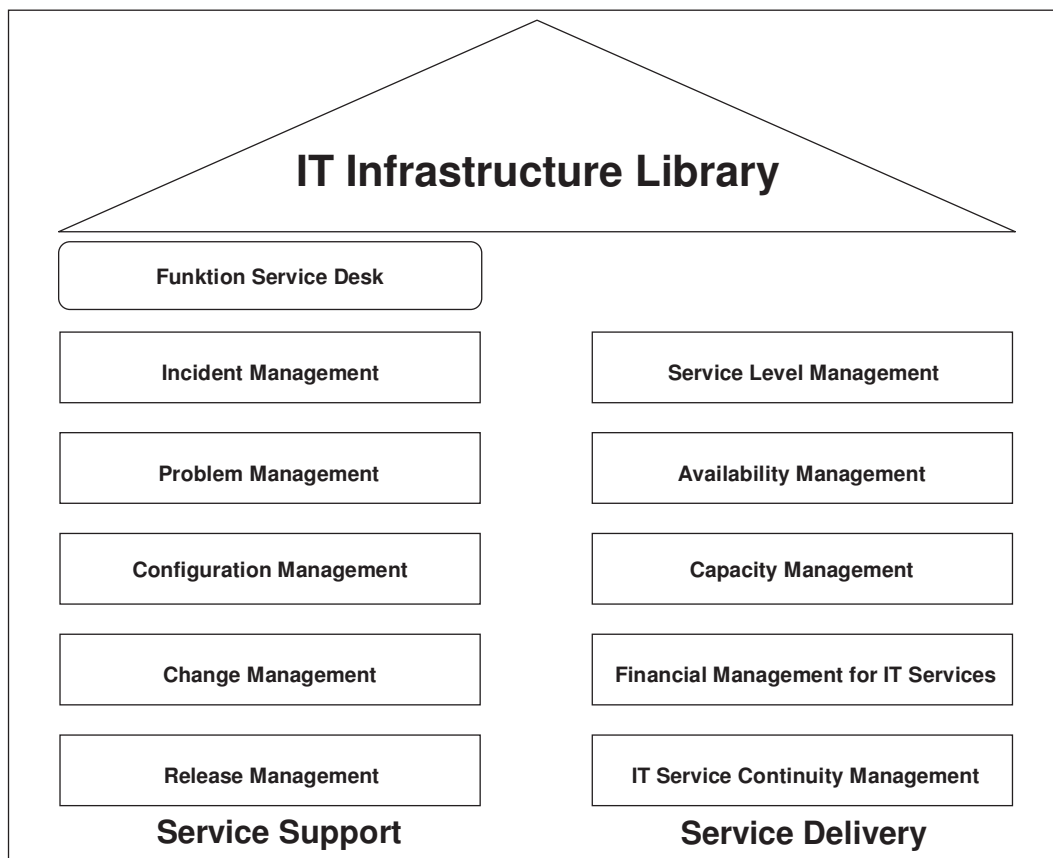 IT Infrastructure Library
Funktion Service Desk
Incident Management
Problem Management
Configuration Management
Change Management
Release Management
Service Support
Service Level Management
Availability Management
Capacity Management
Financial Management for IT Services
IT Service Continuity Management
Service Delivery